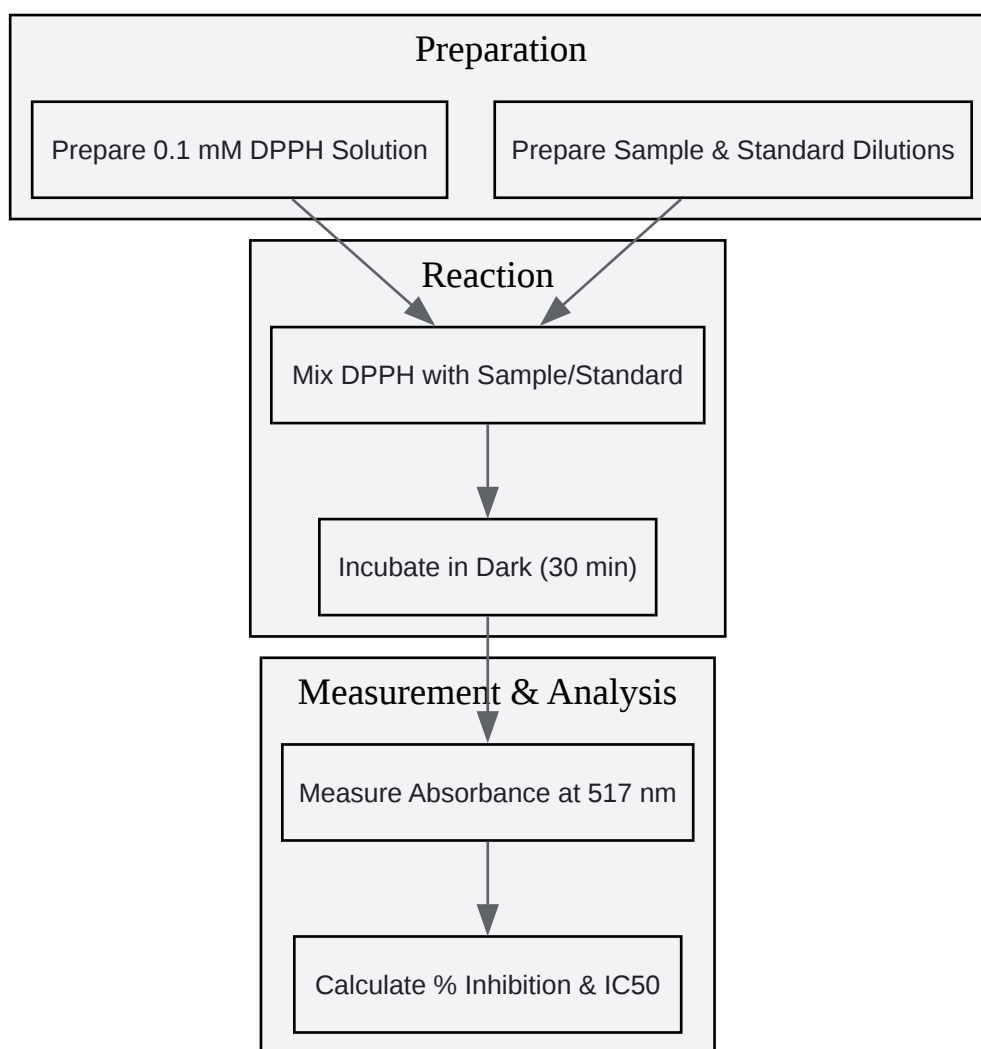 Preparation
Prepare 0.1 mM DPPH Solution
Prepare Sample & Standard Dilutions
Reaction
Mix DPPH with Sample/Standard
Incubate in Dark (30 min)
Measurement & Analysis
Measure Absorbance at 517 nm
Calculate % Inhibition & IC50